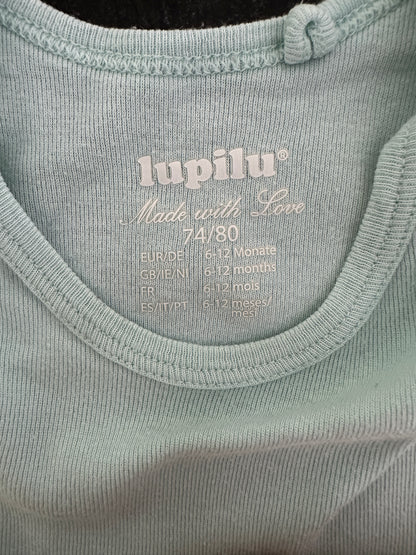 lupilu®
Made with Love
74/80
EUR/DE 6-12 Monate
GB/IE/NI 6-12 months
FR 6-12 mois
ES/IT/PT 6-12 meses/
mesi